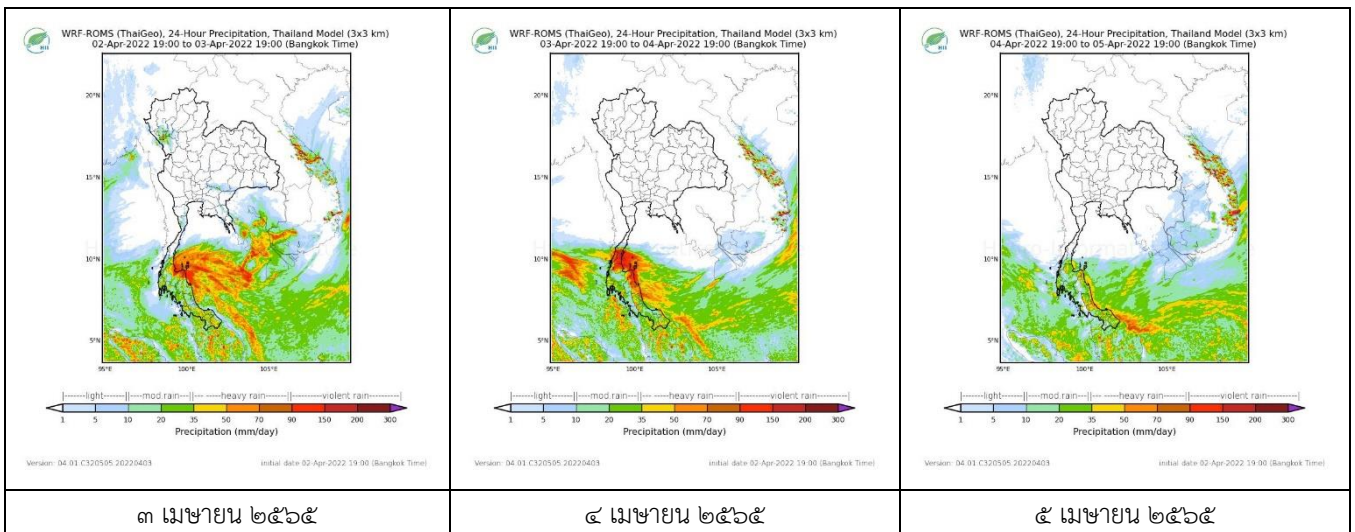 WRF-ROMS (ThaiGeo), 24-Hour Precipitation, Thailand Model (3x3 km)
02-Apr-2022 19:00 to 03-Apr-2022 19:00 (Bangkok Time)
20°N
15°N
10°N
5°N
95°E 100°E 105°E
|------light------||----mod rain----||--- ----heavy rain------||--------violent rain--------|
1 5 10 20 35 50 70 90 150 200 300
Precipitation (mm/day)
Version: 04.01.C320505.20220403 initial date 02-Apr-2022 19:00 (Bangkok Time)
๓ เมษายน ๒๕๖๕
WRF-ROMS (ThaiGeo), 24-Hour Precipitation, Thailand Model (3x3 km)
03-Apr-2022 19:00 to 04-Apr-2022 19:00 (Bangkok Time)
20°N
15°N
10°N
5°N
95°E 100°E 105°E
|------light------||----mod rain----||--- ----heavy rain------||--------violent rain--------|
1 5 10 20 35 50 70 90 150 200 300
Precipitation (mm/day)
Version: 04.01.C320505.20220403 initial date 02-Apr-2022 19:00 (Bangkok Time)
๔ เมษายน ๒๕๖๕
WRF-ROMS (ThaiGeo), 24-Hour Precipitation, Thailand Model (3x3 km)
04-Apr-2022 19:00 to 05-Apr-2022 19:00 (Bangkok Time)
20°N
15°N
10°N
5°N
95°E 100°E 105°E
|------light------||----mod rain----||--- ----heavy rain------||--------violent rain--------|
1 5 10 20 35 50 70 90 150 200 300
Precipitation (mm/day)
Version: 04.01.C320505.20220403 initial date 02-Apr-2022 19:00 (Bangkok Time)
๕ เมษายน ๒๕๖๕